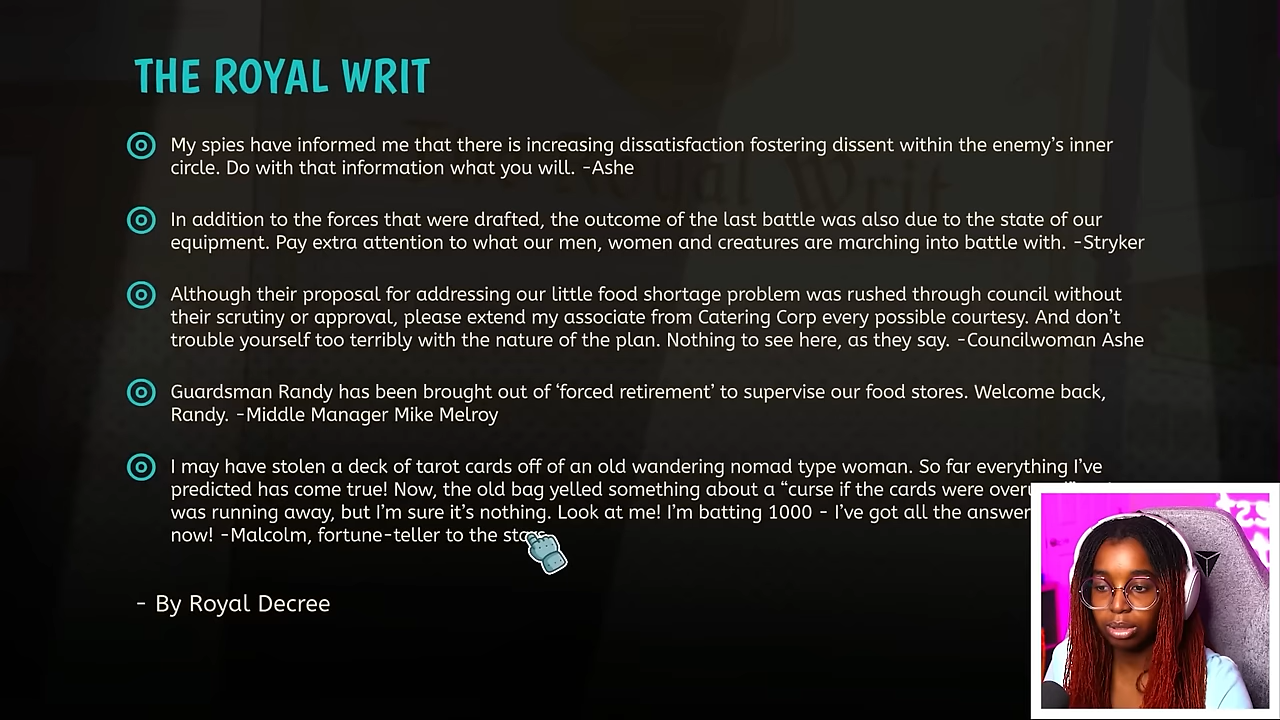 THE ROYAL WRIT
My spies have informed me that there is increasing dissatisfaction fostering dissent within the enemy's inner
circle. Do with that information what you will. -Ashe
In addition to the forces that were drafted, the outcome of the last battle was also due to the state of our
equipment. Pay extra attention to what our men, women and creatures are marching into battle with. -Stryker
Although their proposal for addressing our little food shortage problem was rushed through council without
their scrutiny or approval, please extend my associate from Catering Corp every possible courtesy. And don't
trouble yourself too terribly with the nature of the plan. Nothing to see here, as they say. -Councilwoman Ashe
Guardsman Randy has been brought out of 'forced retirement' to supervise our food stores. Welcome back,
Randy. -Middle Manager Mike Melroy
I may have stolen a deck of tarot cards off of an old wandering nomad type woman. So far everything I've
predicted has come true! Now, the old bag yelled something about a "curse if the cards were
was running away, but I'm sure it's nothing. Look at me! I'm batting 1000 - I've got all the
now! -Malcolm, fortune-teller to the
- By Royal Decree